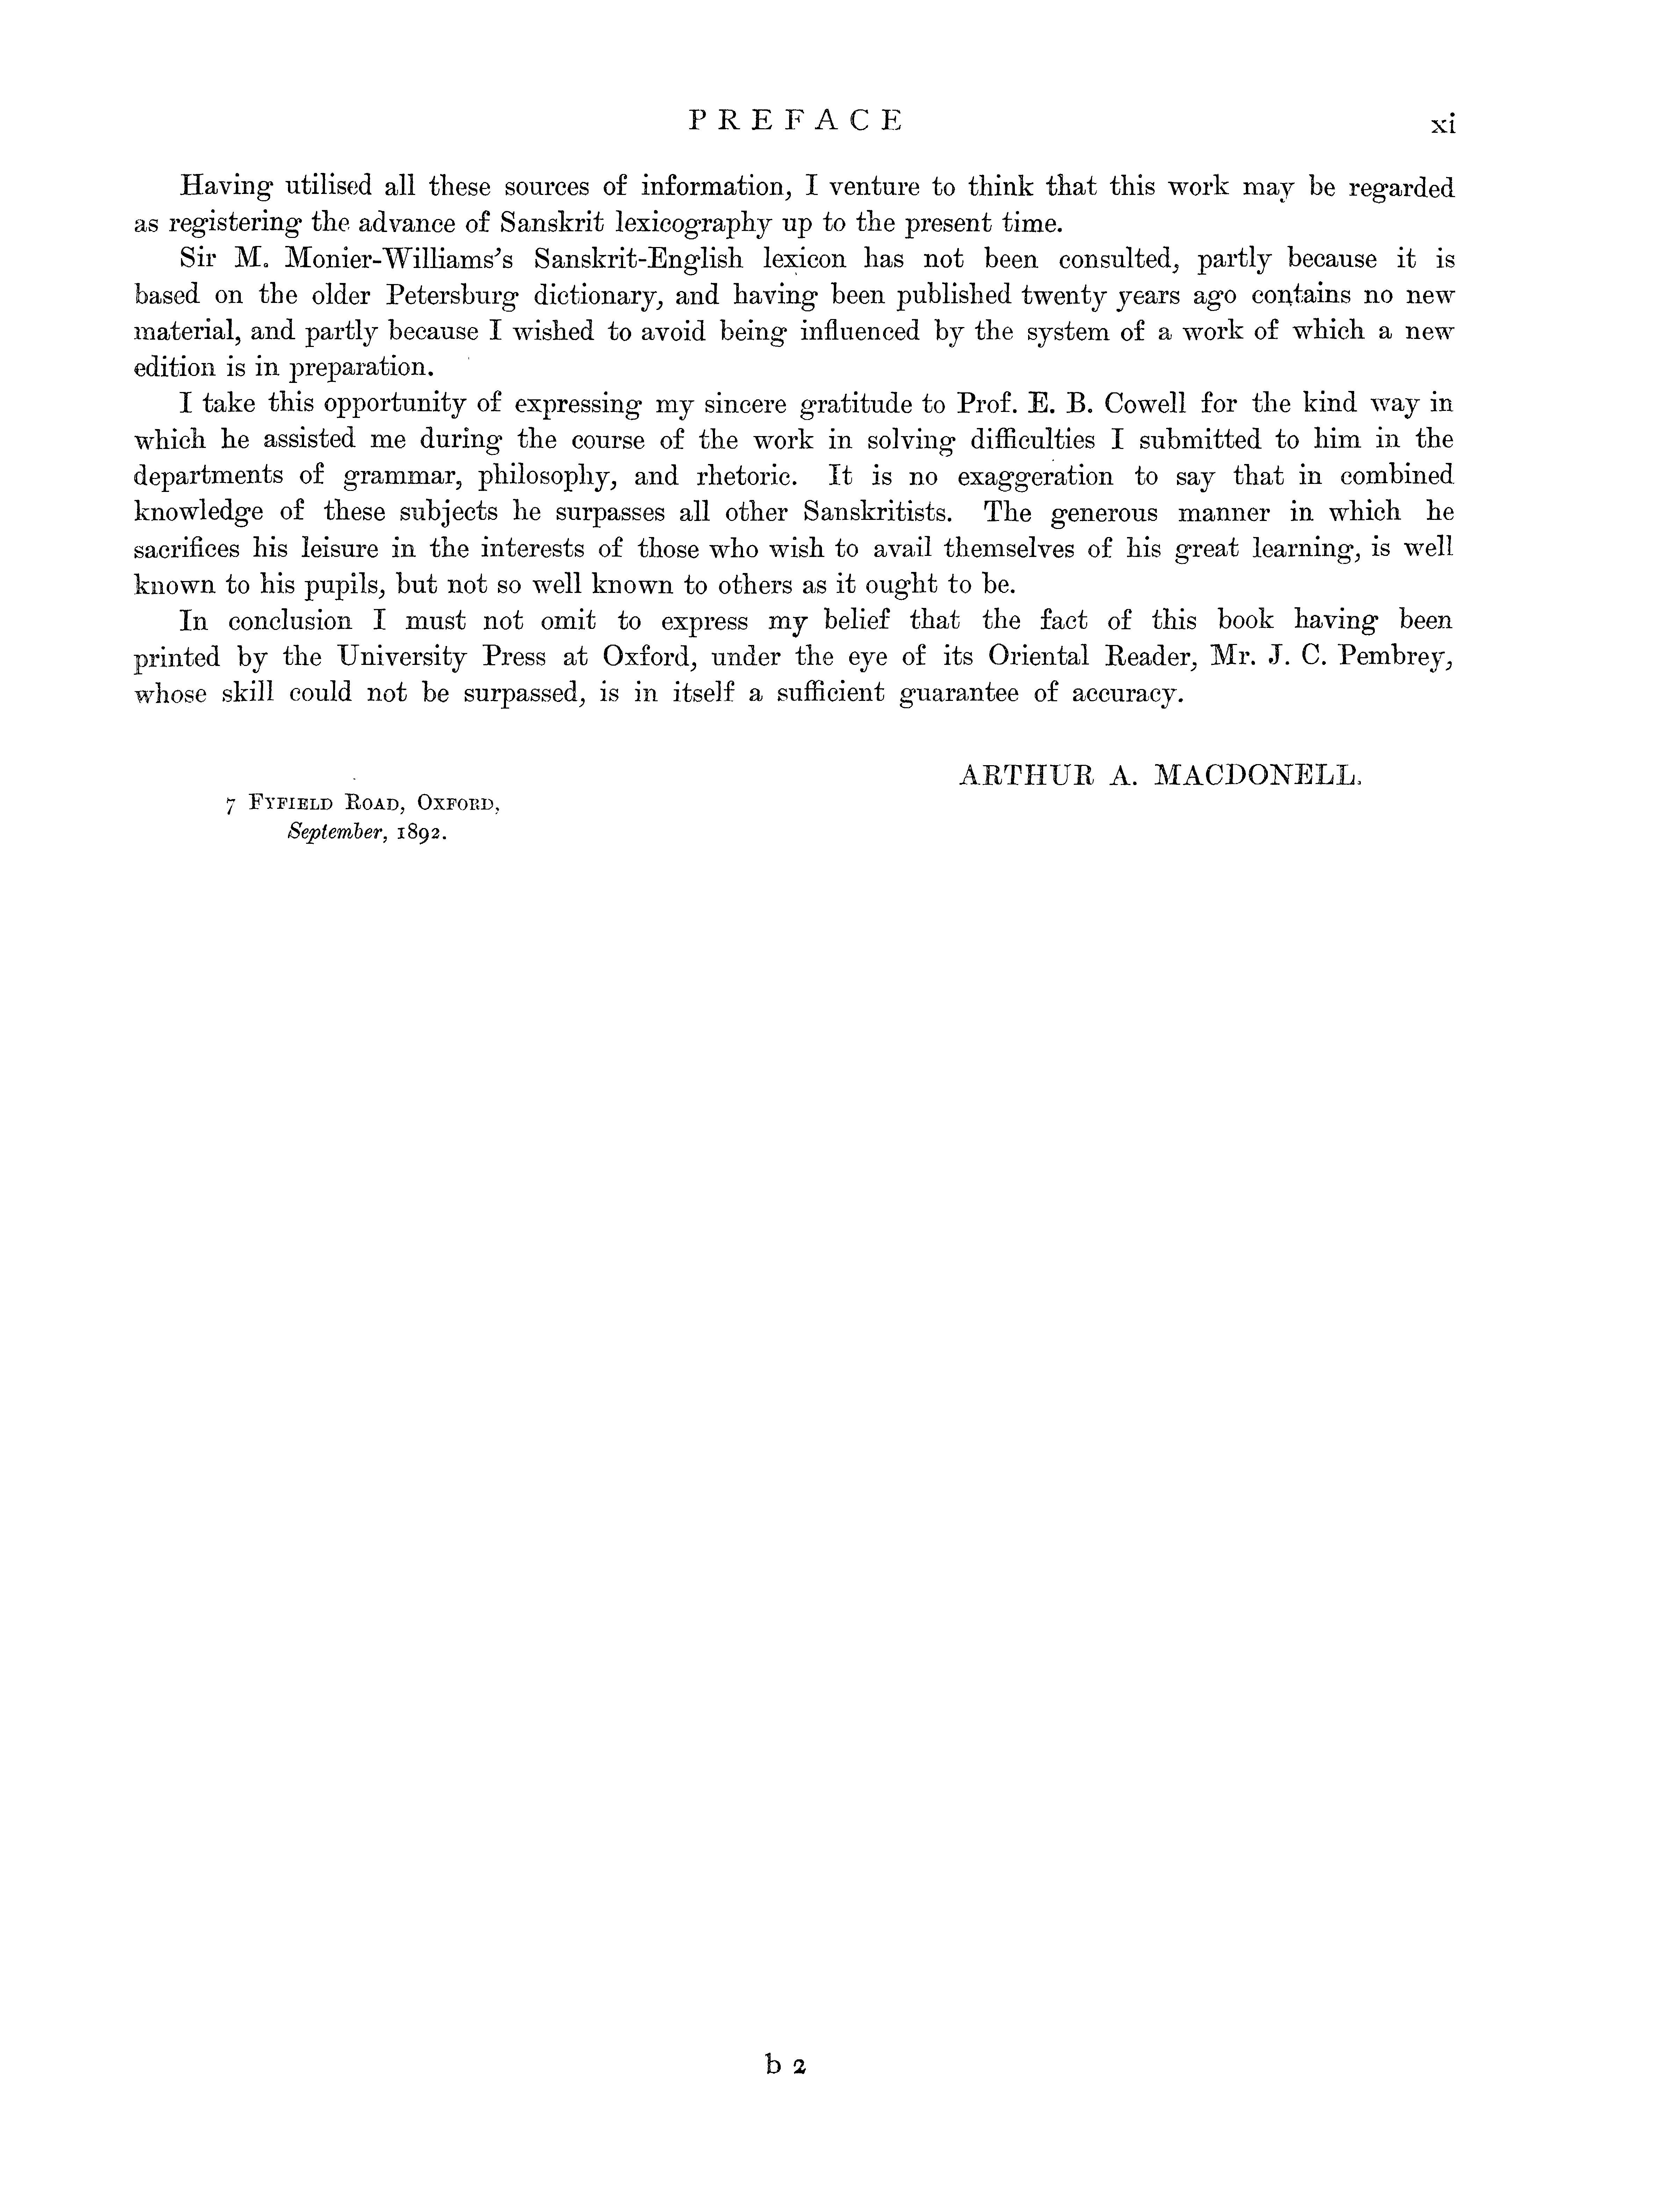 PREFACE xi
Having utilised all these sources of information, I venture to think that this work may be regarded
as registering the advance of Sanskrit lexicography up to the present time.
Sir M. Monier-Williams's Sanskrit-English lexicon has not been consulted, partly because it is
based on the older Petersburg dictionary, and having been published twenty years ago contains no new
material, and partly because I wished to avoid being influenced by the system of a work of which a new
edition is in preparation.
I take this opportunity of expressing my sincere gratitude to Prof. E. B. Cowell for the kind way in
which he assisted me during the course of the work in solving difficulties I submitted to him in the
departments of grammar, philosophy, and rhetoric. It is no exaggeration to say that in combined
knowledge of these subjects he surpasses all other Sanskritists. The generous manner in which he
sacrifices his leisure in the interests of those who wish to avail themselves of his great learning, is well
known to his pupils, but not so well known to others as it ought to be.
In conclusion I must not omit to express my belief that the fact of this book having been
printed by the University Press at Oxford, under the eye of its Oriental Reader, Mr. J. C. Pembrey,
whose skill could not be surpassed, is in itself a sufficient guarantee of accuracy.
ARTHUR A. MACDONELL.
7 FYFIELD ROAD, OXFORD,
September, 1892.
b 2